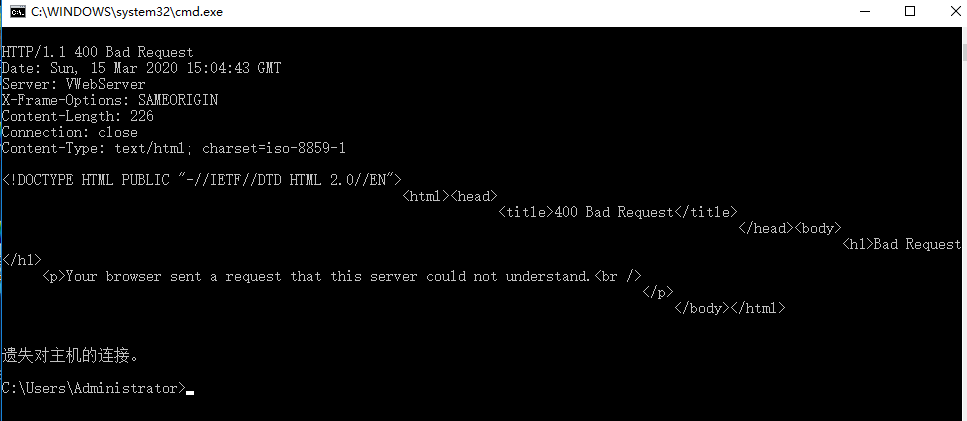 C:\WINDOWS\system32\cmd.exe
HTTP/1.1 400 Bad Request
Date: Sun, 15 Mar 2020 15:04:43 GMT
Server: VWebServer
X-Frame-Options: SAMEORIGIN
Content-Length: 226
Connection: close
Content-Type: text/html; charset=iso-8859-1
<!DOCTYPE HTML PUBLIC "-//IETF//DTD HTML 2.0//EN">
<html><head>
<title>400 Bad Request</title>
</head><body>
<h1>Bad Request
</h1>
<p>Your browser sent a request that this server could not understand.<br />
</p>
</body></html>
遗失对主机的连接。
C:\Users\Administrator>